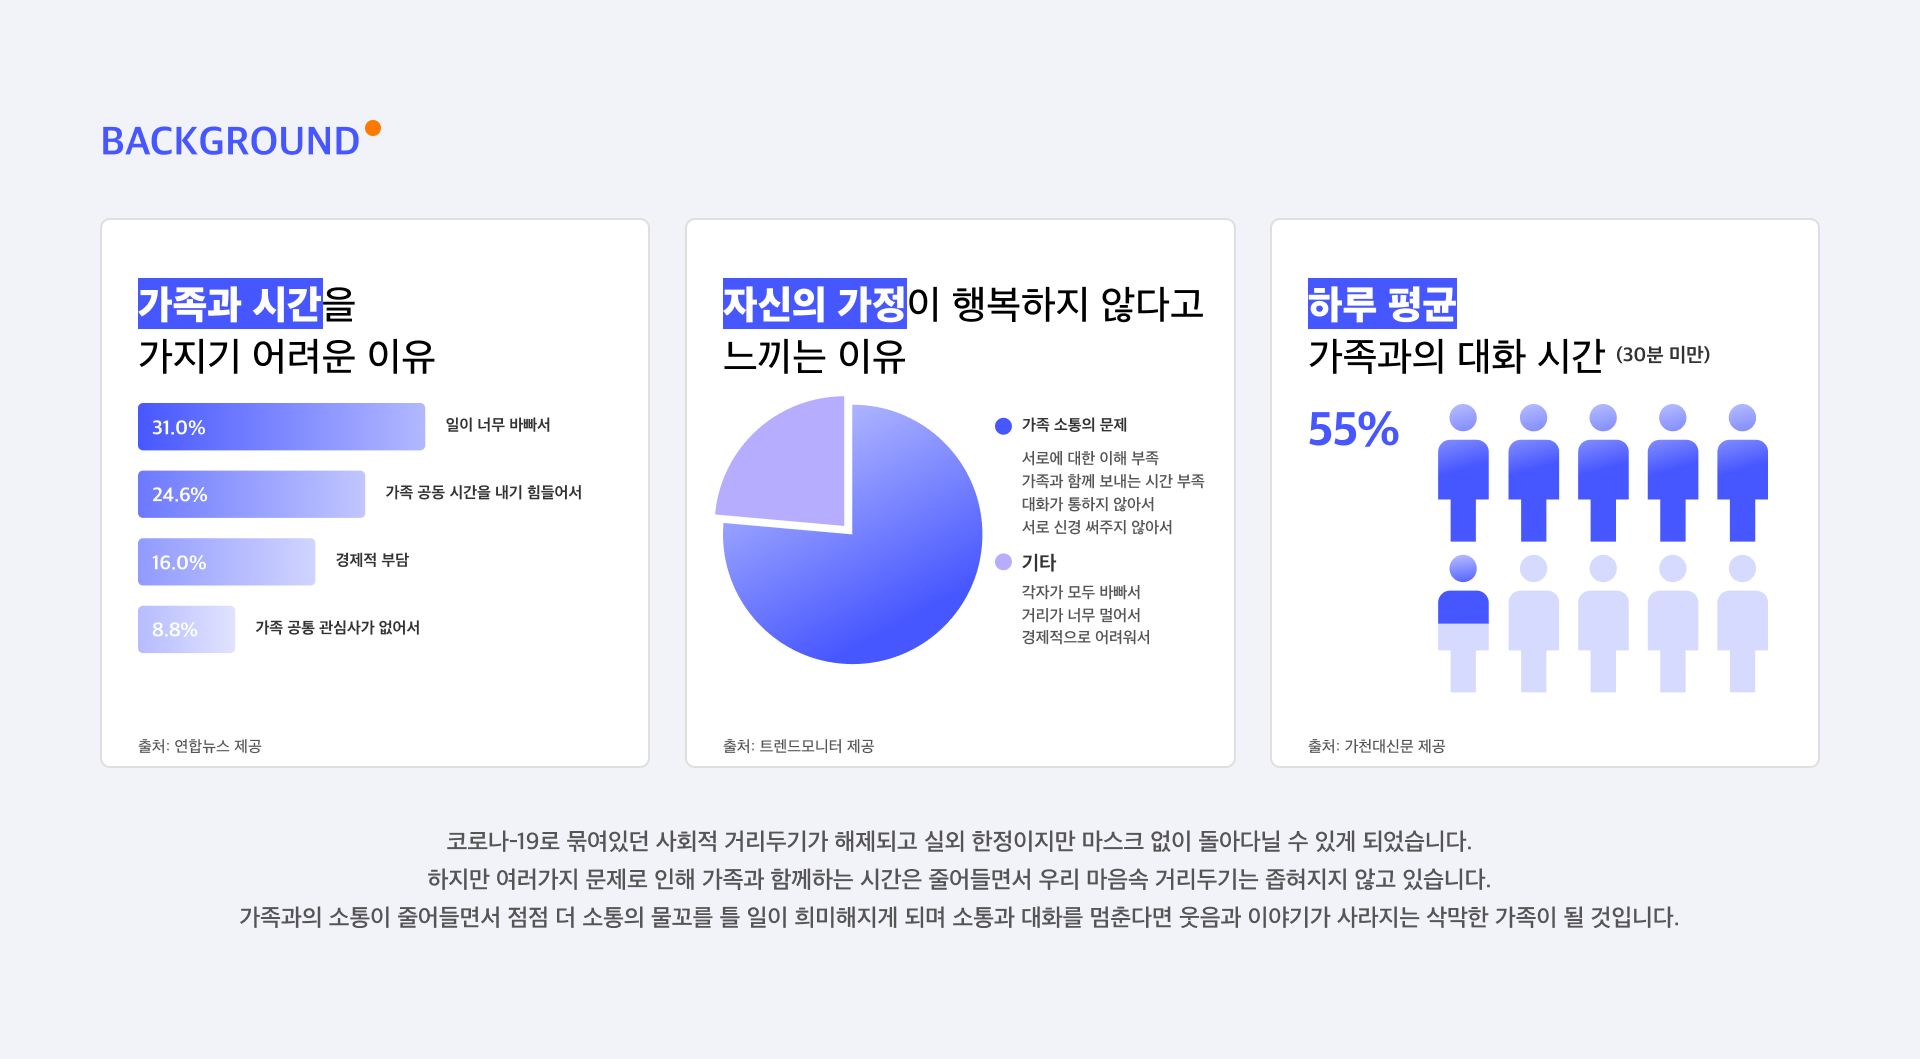 BACKGROUND
가족과 시간을
가지기 어려운 이유
31.0% 일이 너무 바빠서
24.6% 가족 공동 시간을 내기 힘들어서
16.0% 경제적 부담
8.8% 가족 공통 관심사가 없어서
출처: 연합뉴스 제공
자신의 가정이 행복하지 않다고
느끼는 이유
가족 소통의 문제
서로에 대한 이해 부족
가족과 함께 보내는 시간 부족
대화가 통하지 않아서
서로 신경 써주지 않아서
기타
각자가 모두 바빠서
거리가 너무 멀어서
경제적으로 어려워서
출처: 트렌드모니터 제공
하루 평균
가족과의 대화 시간 (30분 미만)
55%
출처: 가천대신문 제공
코로나-19로 묶여있던 사회적 거리두기가 해제되고 실외 한정이지만 마스크 없이 돌아다닐 수 있게 되었습니다.
하지만 여러가지 문제로 인해 가족과 함께하는 시간은 줄어들면서 우리 마음속 거리두기는 좁혀지지 않고 있습니다.
가족과의 소통이 줄어들면서 점점 더 소통의 물꼬를 틀 일이 희미해지게 되며 소통과 대화를 멈춘다면 웃음과 이야기가 사라지는 삭막한 가족이 될 것입니다.